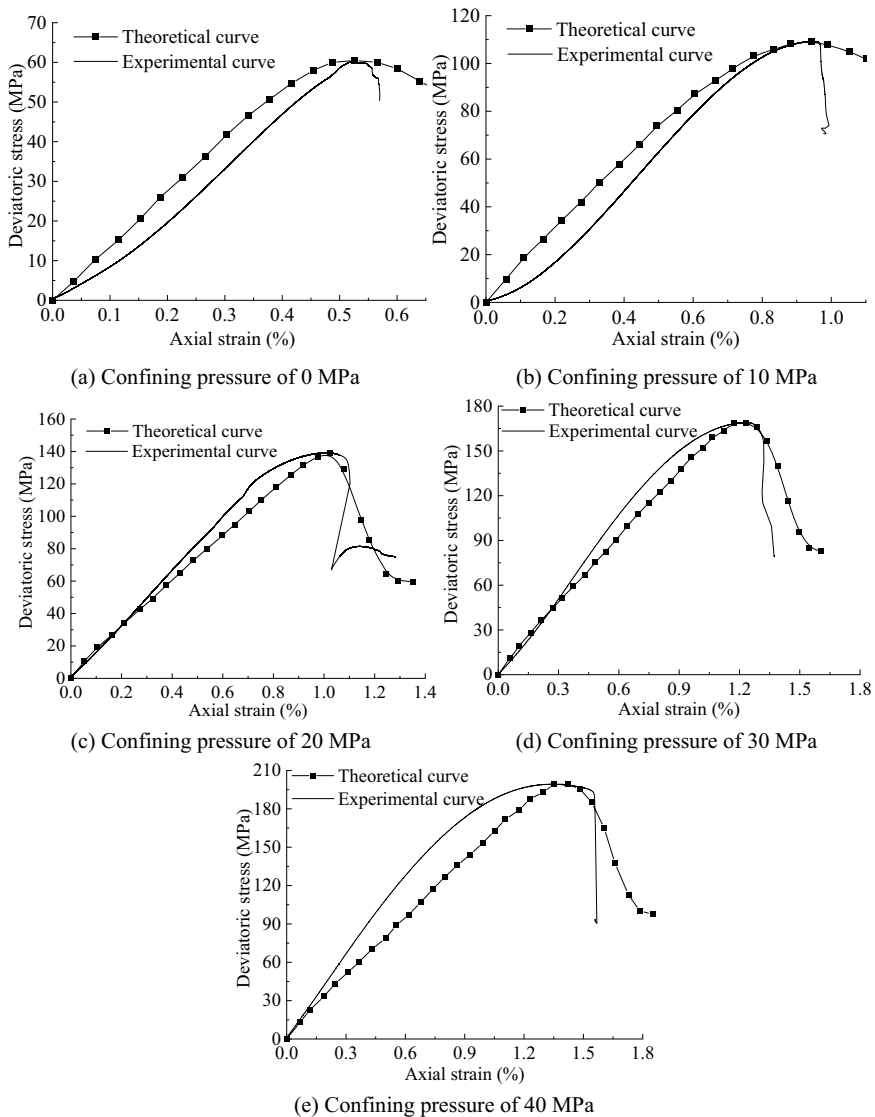 70
60
50
40
30
20
10
0
Deviatoric stress (MPa)
Theoretical curve
Experimental curve
0.0 0.1 0.2 0.3 0.4 0.5 0.6
Axial strain (%)
(a) Confining pressure of 0 MPa
120
100
80
60
40
20
0
Deviatoric stress (MPa)
Theoretical curve
Experimental curve
0.0 0.2 0.4 0.6 0.8 1.0
Axial strain (%)
(b) Confining pressure of 10 MPa
160
140
120
100
80
60
40
20
0
Deviatoric stress (MPa)
Theoretical curve
Experimental curve
0.0 0.2 0.4 0.6 0.8 1.0 1.2 1.4
Axial strain (%)
(c) Confining pressure of 20 MPa
180
150
120
90
60
30
0
Deviatoric stress (MPa)
Theoretical curve
Experimental curve
0.0 0.3 0.6 0.9 1.2 1.5 1.8
Axial strain (%)
(d) Confining pressure of 30 MPa
210
180
150
120
90
60
30
0
Deviatoric stress (MPa)
Theoretical curve
Experimental curve
0.0 0.3 0.6 0.9 1.2 1.5 1.8
Axial strain (%)
(e) Confining pressure of 40 MPa